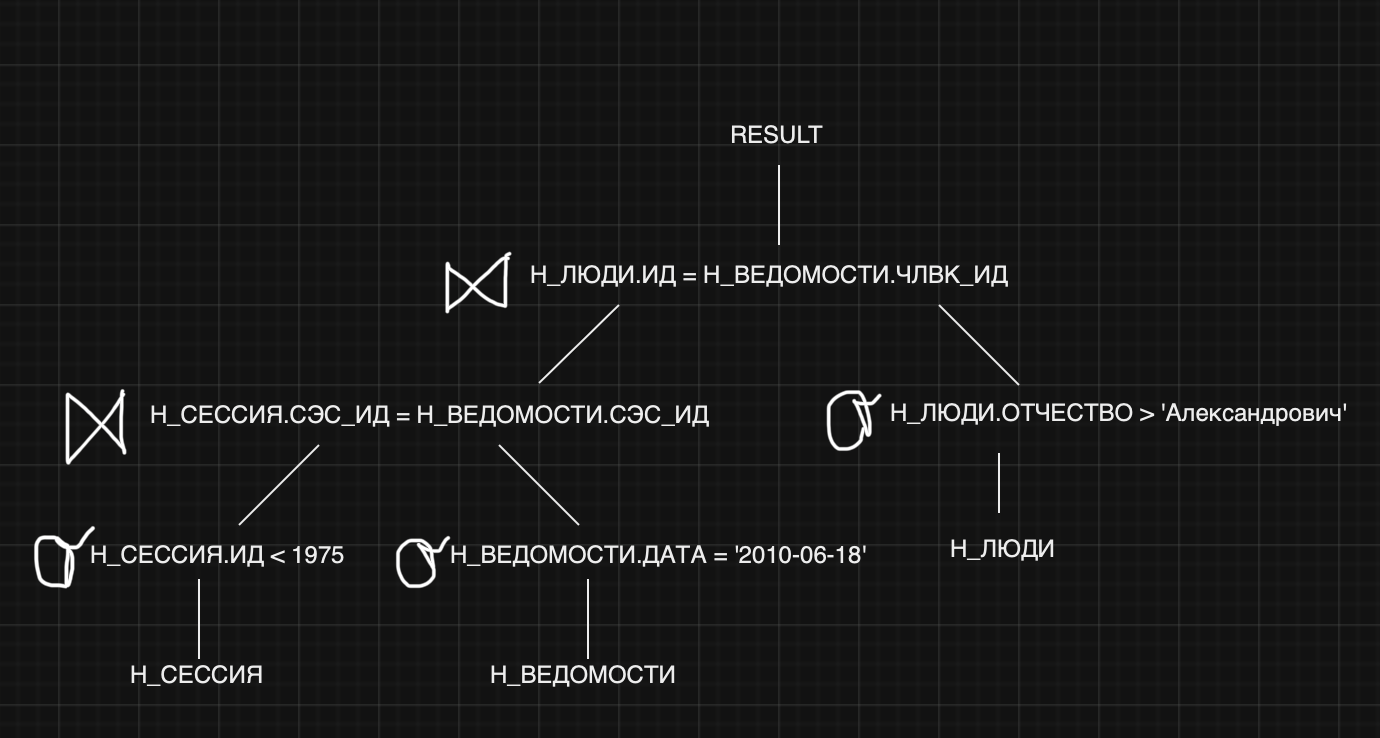 RESULT
Н_ЛЮДИ.ИД = Н_ВЕДОМОСТИ.ЧЛВК_ИД
Н_СЕССИЯ.СЭС_ИД = Н_ВЕДОМОСТИ.СЭС_ИД
Н_ЛЮДИ.ОТЧЕСТВО > 'Александрович'
Н_СЕССИЯ.ИД < 1975
Н_ВЕДОМОСТИ.ДАТА = '2010-06-18'
Н_ЛЮДИ
Н_СЕССИЯ
Н_ВЕДОМОСТИ